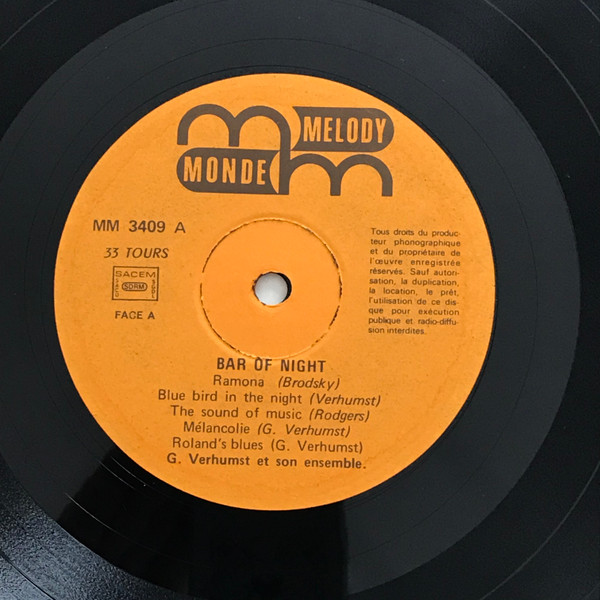 MELODY
MONDE
MM 3409 A
33 TOURS
SACEM
SDRM
FACE A
Tous droits du produc-
teur phonographique
et du propriétaire de
l'œuvre enregistrée
réservés. Sauf autori-
sation, la duplication,
la location, le prêt,
l'utilisation de ce dis-
que pour exécution
publique et radio-diffu-
sion interdites.
BAR OF NIGHT
Ramona (Brodsky)
Blue bird in the night (Verhumst)
The sound of music (Rodgers)
Mélancolie (G. Verhumst)
Roland's blues (G. Verhumst)
G. Verhumst et son ensemble.